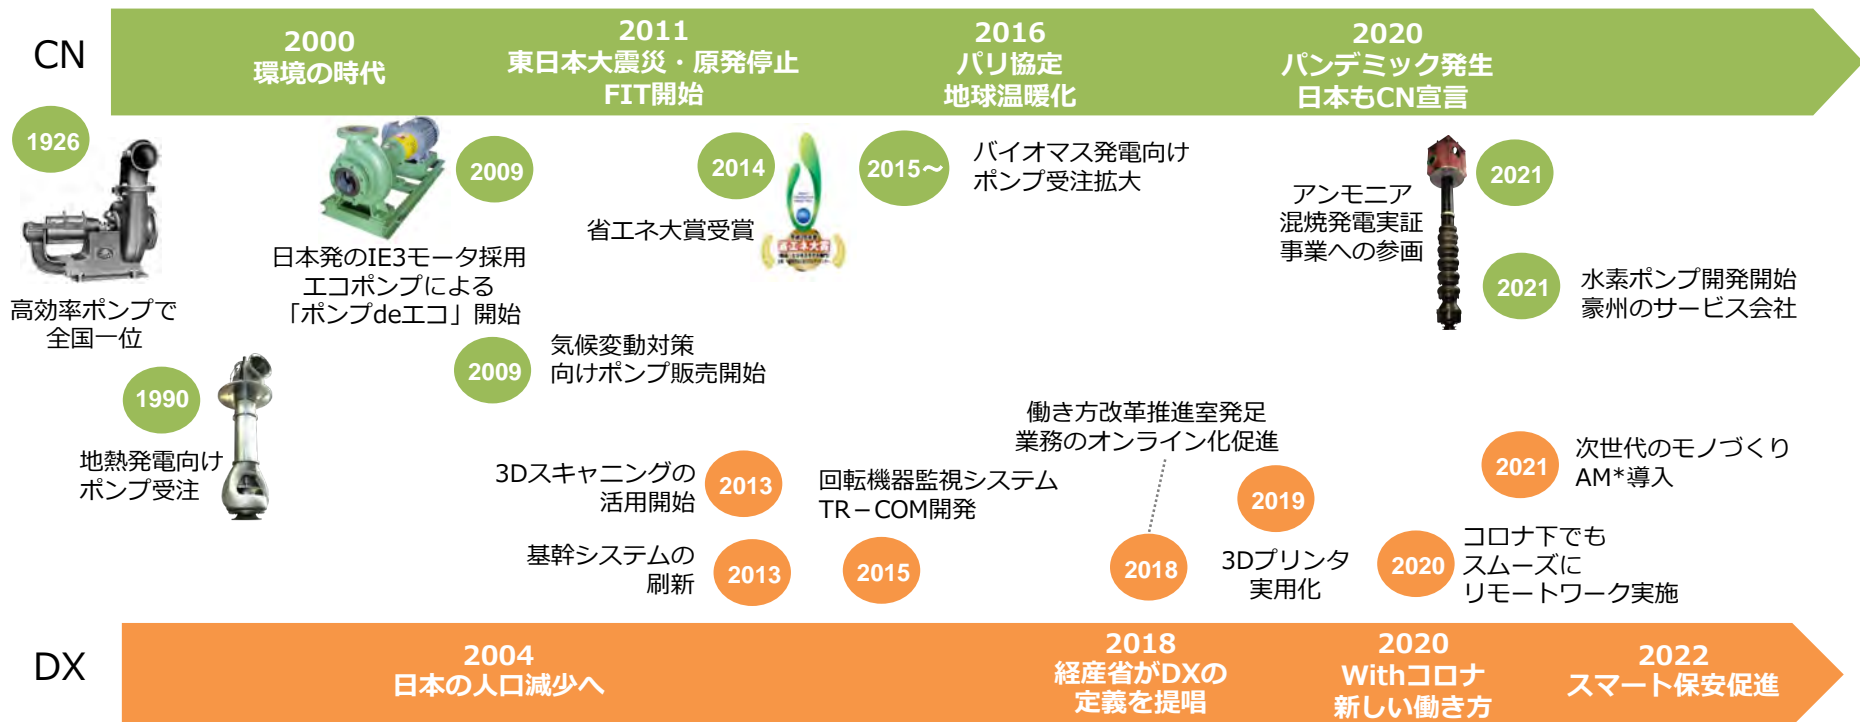 CN
2000
環境の時代
2011
東日本大震災・原発停止
FIT開始
2016
パリ協定
地球温暖化
2020
パンデミック発生
日本もCN宣言
1926
高効率ポンプで
全国一位
1990
地熱発電向け
ポンプ受注
2009
日本発のIE3モータ採用
エコポンプによる
「ポンプdeエコ」開始
2009
気候変動対策
向けポンプ販売開始
2014
省エネ大賞受賞
省エネ大賞
2015～
バイオマス発電向け
ポンプ受注拡大
アンモニア
混焼発電実証
事業への参画
2021
2021
水素ポンプ開発開始
豪州のサービス会社
3Dスキャニングの
活用開始
2013
基幹システムの
刷新
2013
回転機器監視システム
TR－COM開発
2015
働き方改革推進室発足
業務のオンライン化促進
2018
2019
3Dプリンタ
実用化
2020
コロナ下でも
スムーズに
リモートワーク実施
2021
次世代のモノづくり
AM*導入
DX
2004
日本の人口減少へ
2018
経産省がDXの
定義を提唱
2020
Withコロナ
新しい働き方
2022
スマート保安促進